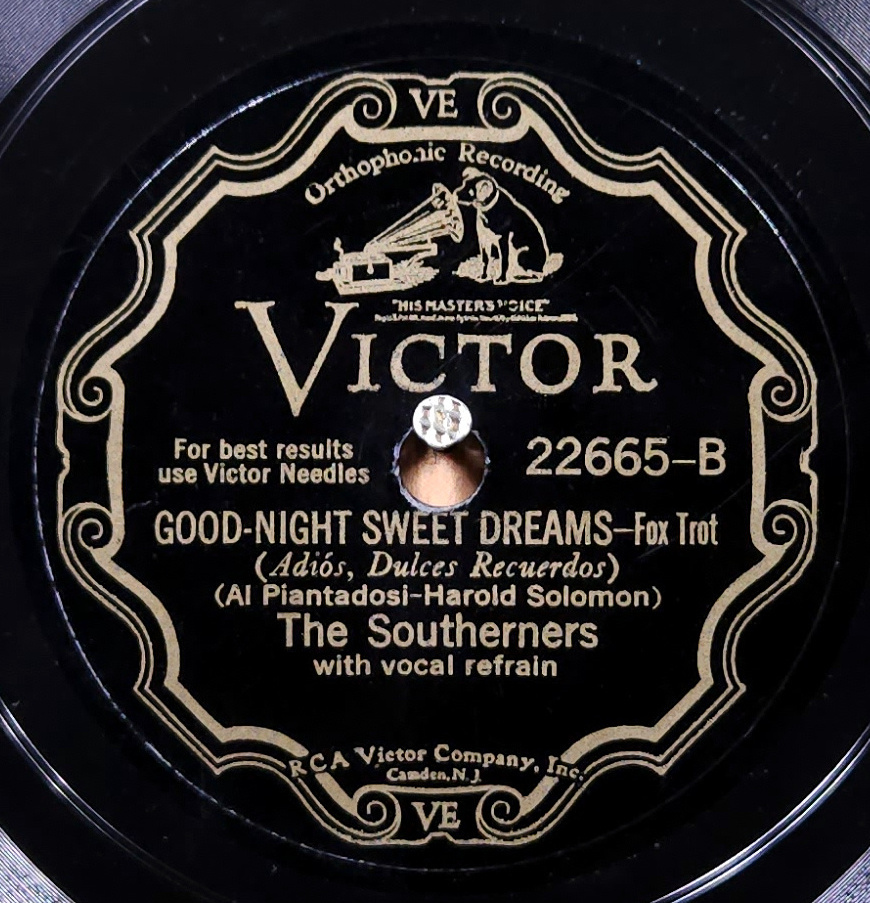 VE
Orthophonic Recording
"HIS MASTER'S VOICE"
VICTOR
For best results
use Victor Needles
22665-B
GOOD-NIGHT SWEET DREAMS-Fox Trot
(Adiós, Dulces Recuerdos)
(Al Piantadosi-Harold Solomon)
The Southerners
with vocal refrain
RCA Victor Company, Inc.
Camden, N. J.
VE